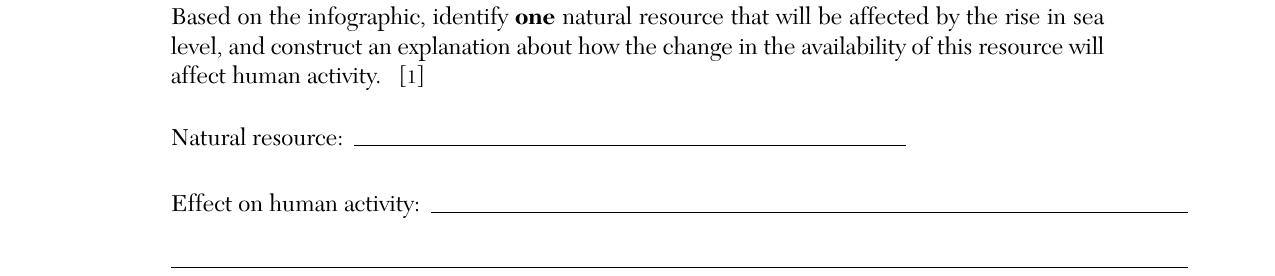 Based on the infographic, identify one natural resource that will be affected by the rise in sea
level, and construct an explanation about how the change in the availability of this resource will
affect human activity. [1]
Natural resource:
Effect on human activity: